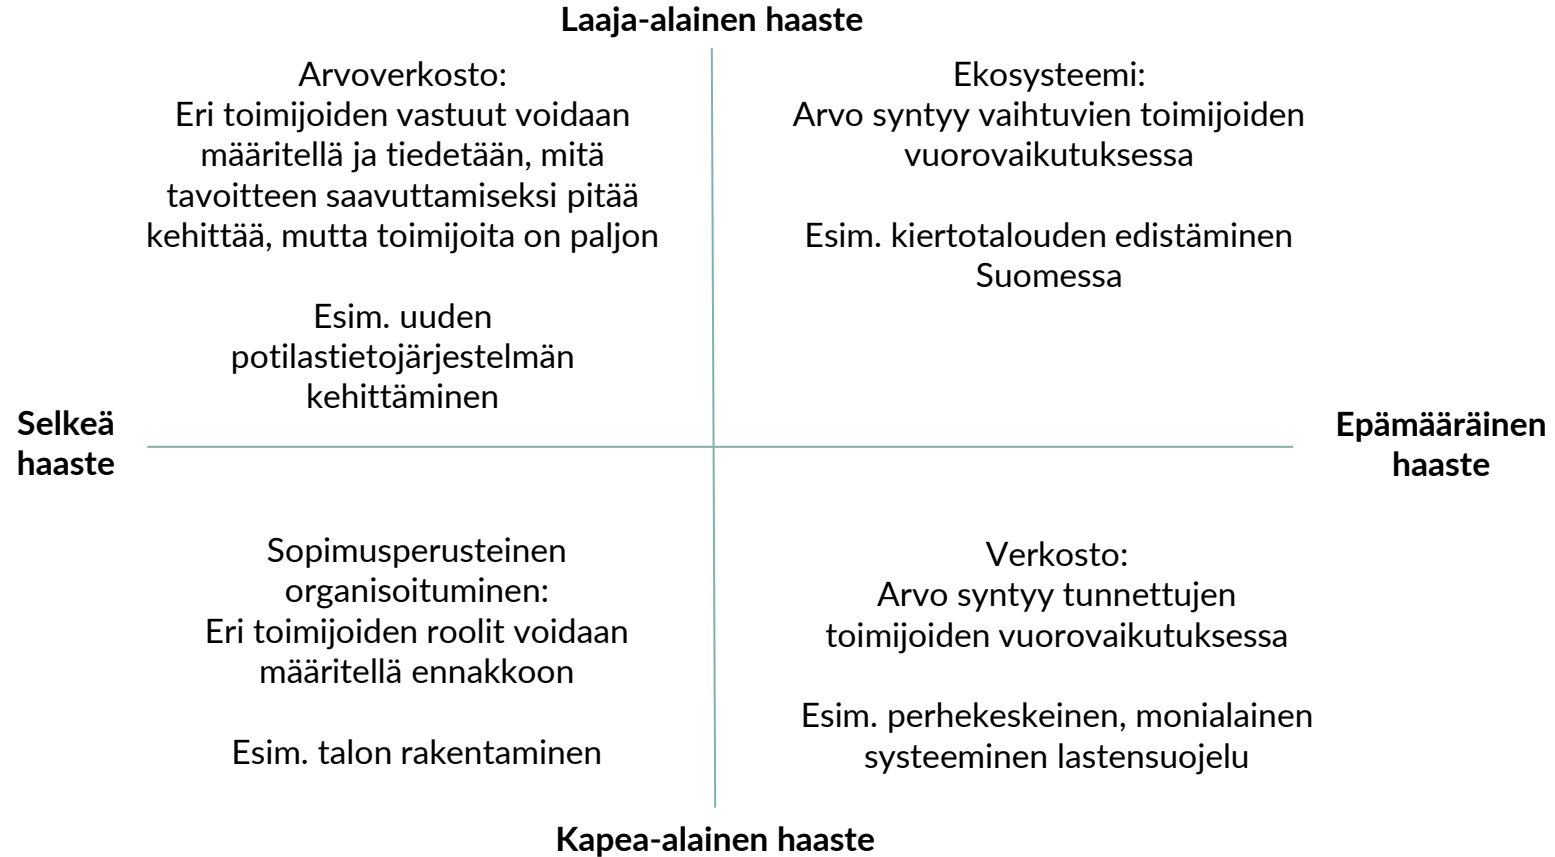 Laaja-alainen haaste
Arvoverkosto:
Eri toimijoiden vastuut voidaan
määritellä ja tiedetään, mitä
tavoitteen saavuttamiseksi pitää
kehittää, mutta toimijoita on paljon
Esim. uuden
potilastietojärjestelmän
kehittäminen
Ekosysteemi:
Arvo syntyy vaihtuvien toimijoiden
vuorovaikutuksessa
Esim. kiertotalouden edistäminen
Suomessa
Selkeä
haaste
Epämääräinen
haaste
Sopimusperusteinen
organisoituminen:
Eri toimijoiden roolit voidaan
määritellä ennakkoon
Esim. talon rakentaminen
Verkosto:
Arvo syntyy tunnettujen
toimijoiden vuorovaikutuksessa
Esim. perhekeskeinen, monialainen
systeeminen lastensuojelu
Kapea-alainen haaste